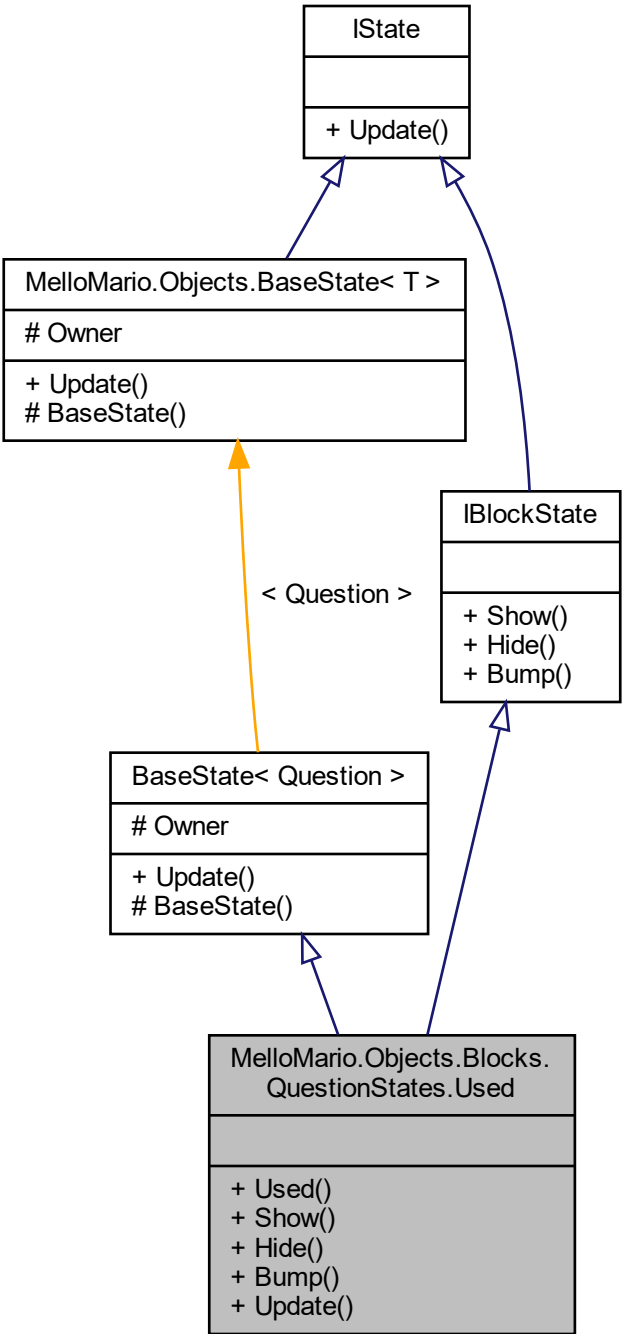 IState
+ Update()
MelloMario.Objects.BaseState< T >
# Owner
+ Update()
# BaseState()
IBlockState
+ Show()
+ Hide()
+ Bump()
< Question >
BaseState< Question >
# Owner
+ Update()
# BaseState()
MelloMario.Objects.Blocks.
QuestionStates.Used
+ Used()
+ Show()
+ Hide()
+ Bump()
+ Update()